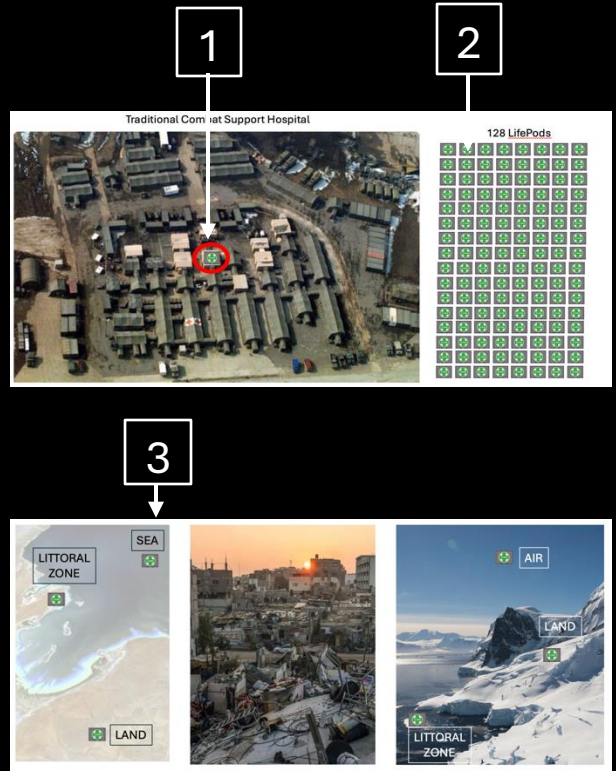 1
2
Traditional Combat Support Hospital
128 LifePods
3
SEA
LITTORAL
ZONE
LAND
AIR
LAND
LITTORAL
ZONE